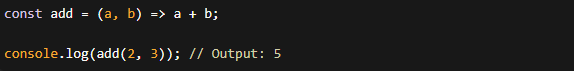 const add = (a, b) => a + b;
console.log(add(2, 3)); // Output: 5